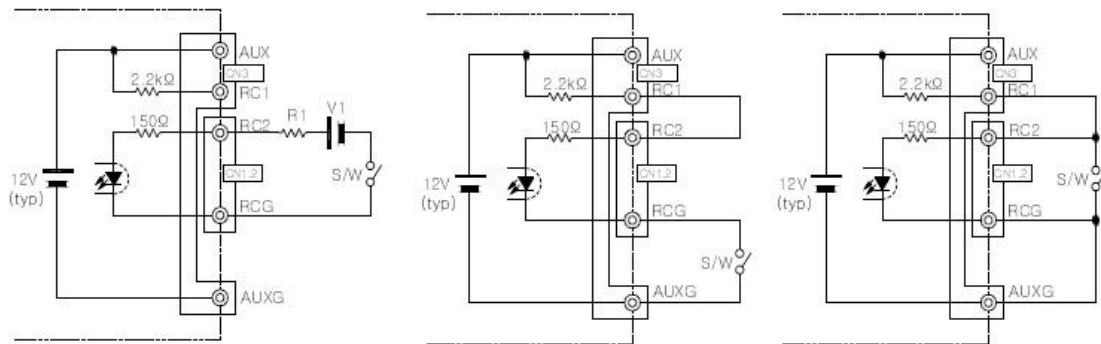 AUX
CN3
2.2kΩ
RC1
V1
R1
150Ω
RC2
CN1,2
S/W
12V
(typ)
RCG
AUXG
AUX
CN3
2.2kΩ
RC1
150Ω
RC2
CN1,2
12V
(typ)
RCG
S/W
AUXG
AUX
CN3
2.2kΩ
RC1
150Ω
RC2
CN1,2
S/W
12V
(typ)
RCG
AUXG